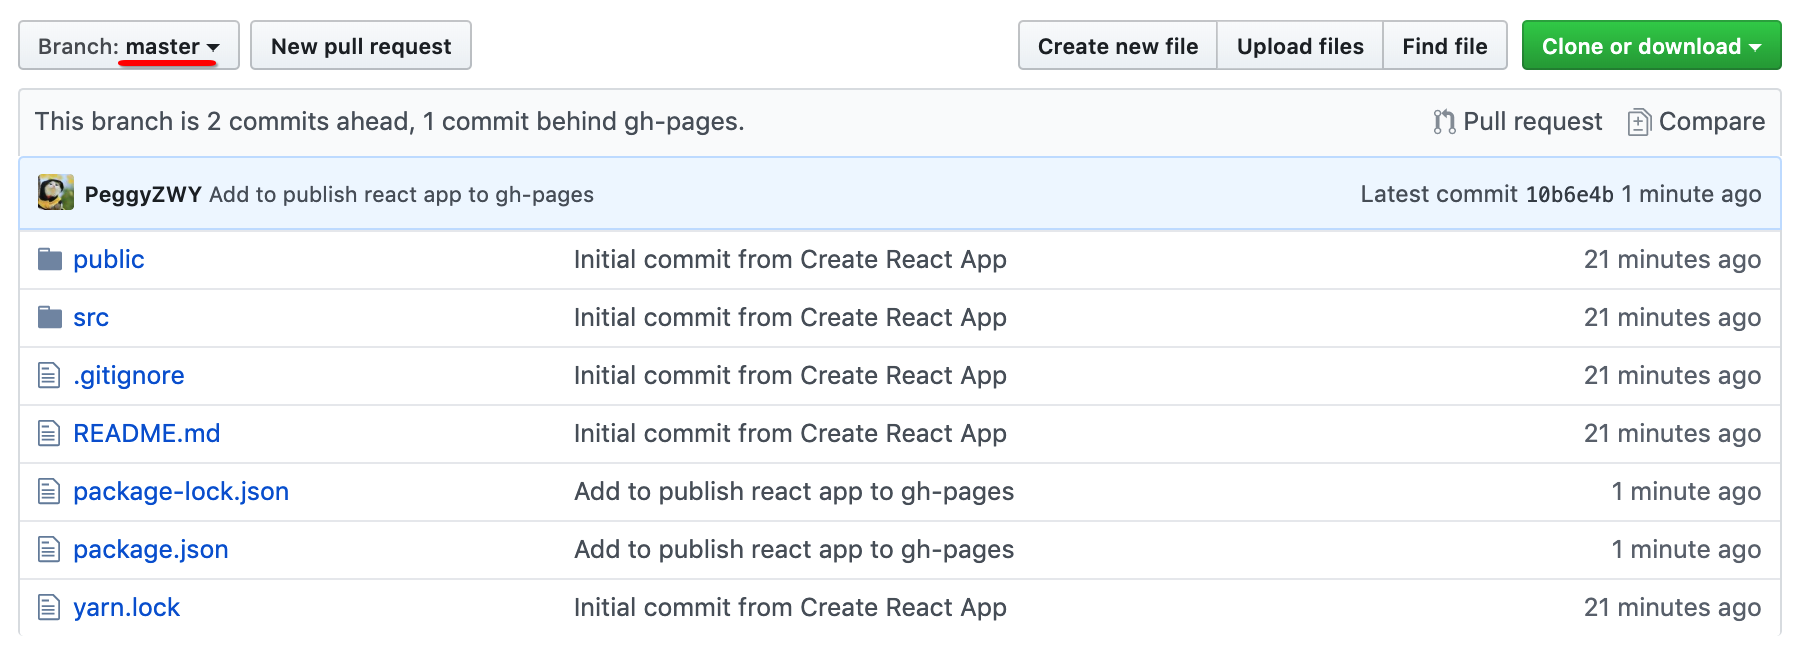 Branch: master New pull request Create new file Upload files Find file Clone or download
This branch is 2 commits ahead, 1 commit behind gh-pages. Pull request Compare
PeggyZWY Add to publish react app to gh-pages Latest commit 10b6e4b 1 minute ago
public Initial commit from Create React App 21 minutes ago
src Initial commit from Create React App 21 minutes ago
.gitignore Initial commit from Create React App 21 minutes ago
README.md Initial commit from Create React App 21 minutes ago
package-lock.json Add to publish react app to gh-pages 1 minute ago
package.json Add to publish react app to gh-pages 1 minute ago
yarn.lock Initial commit from Create React App 21 minutes ago